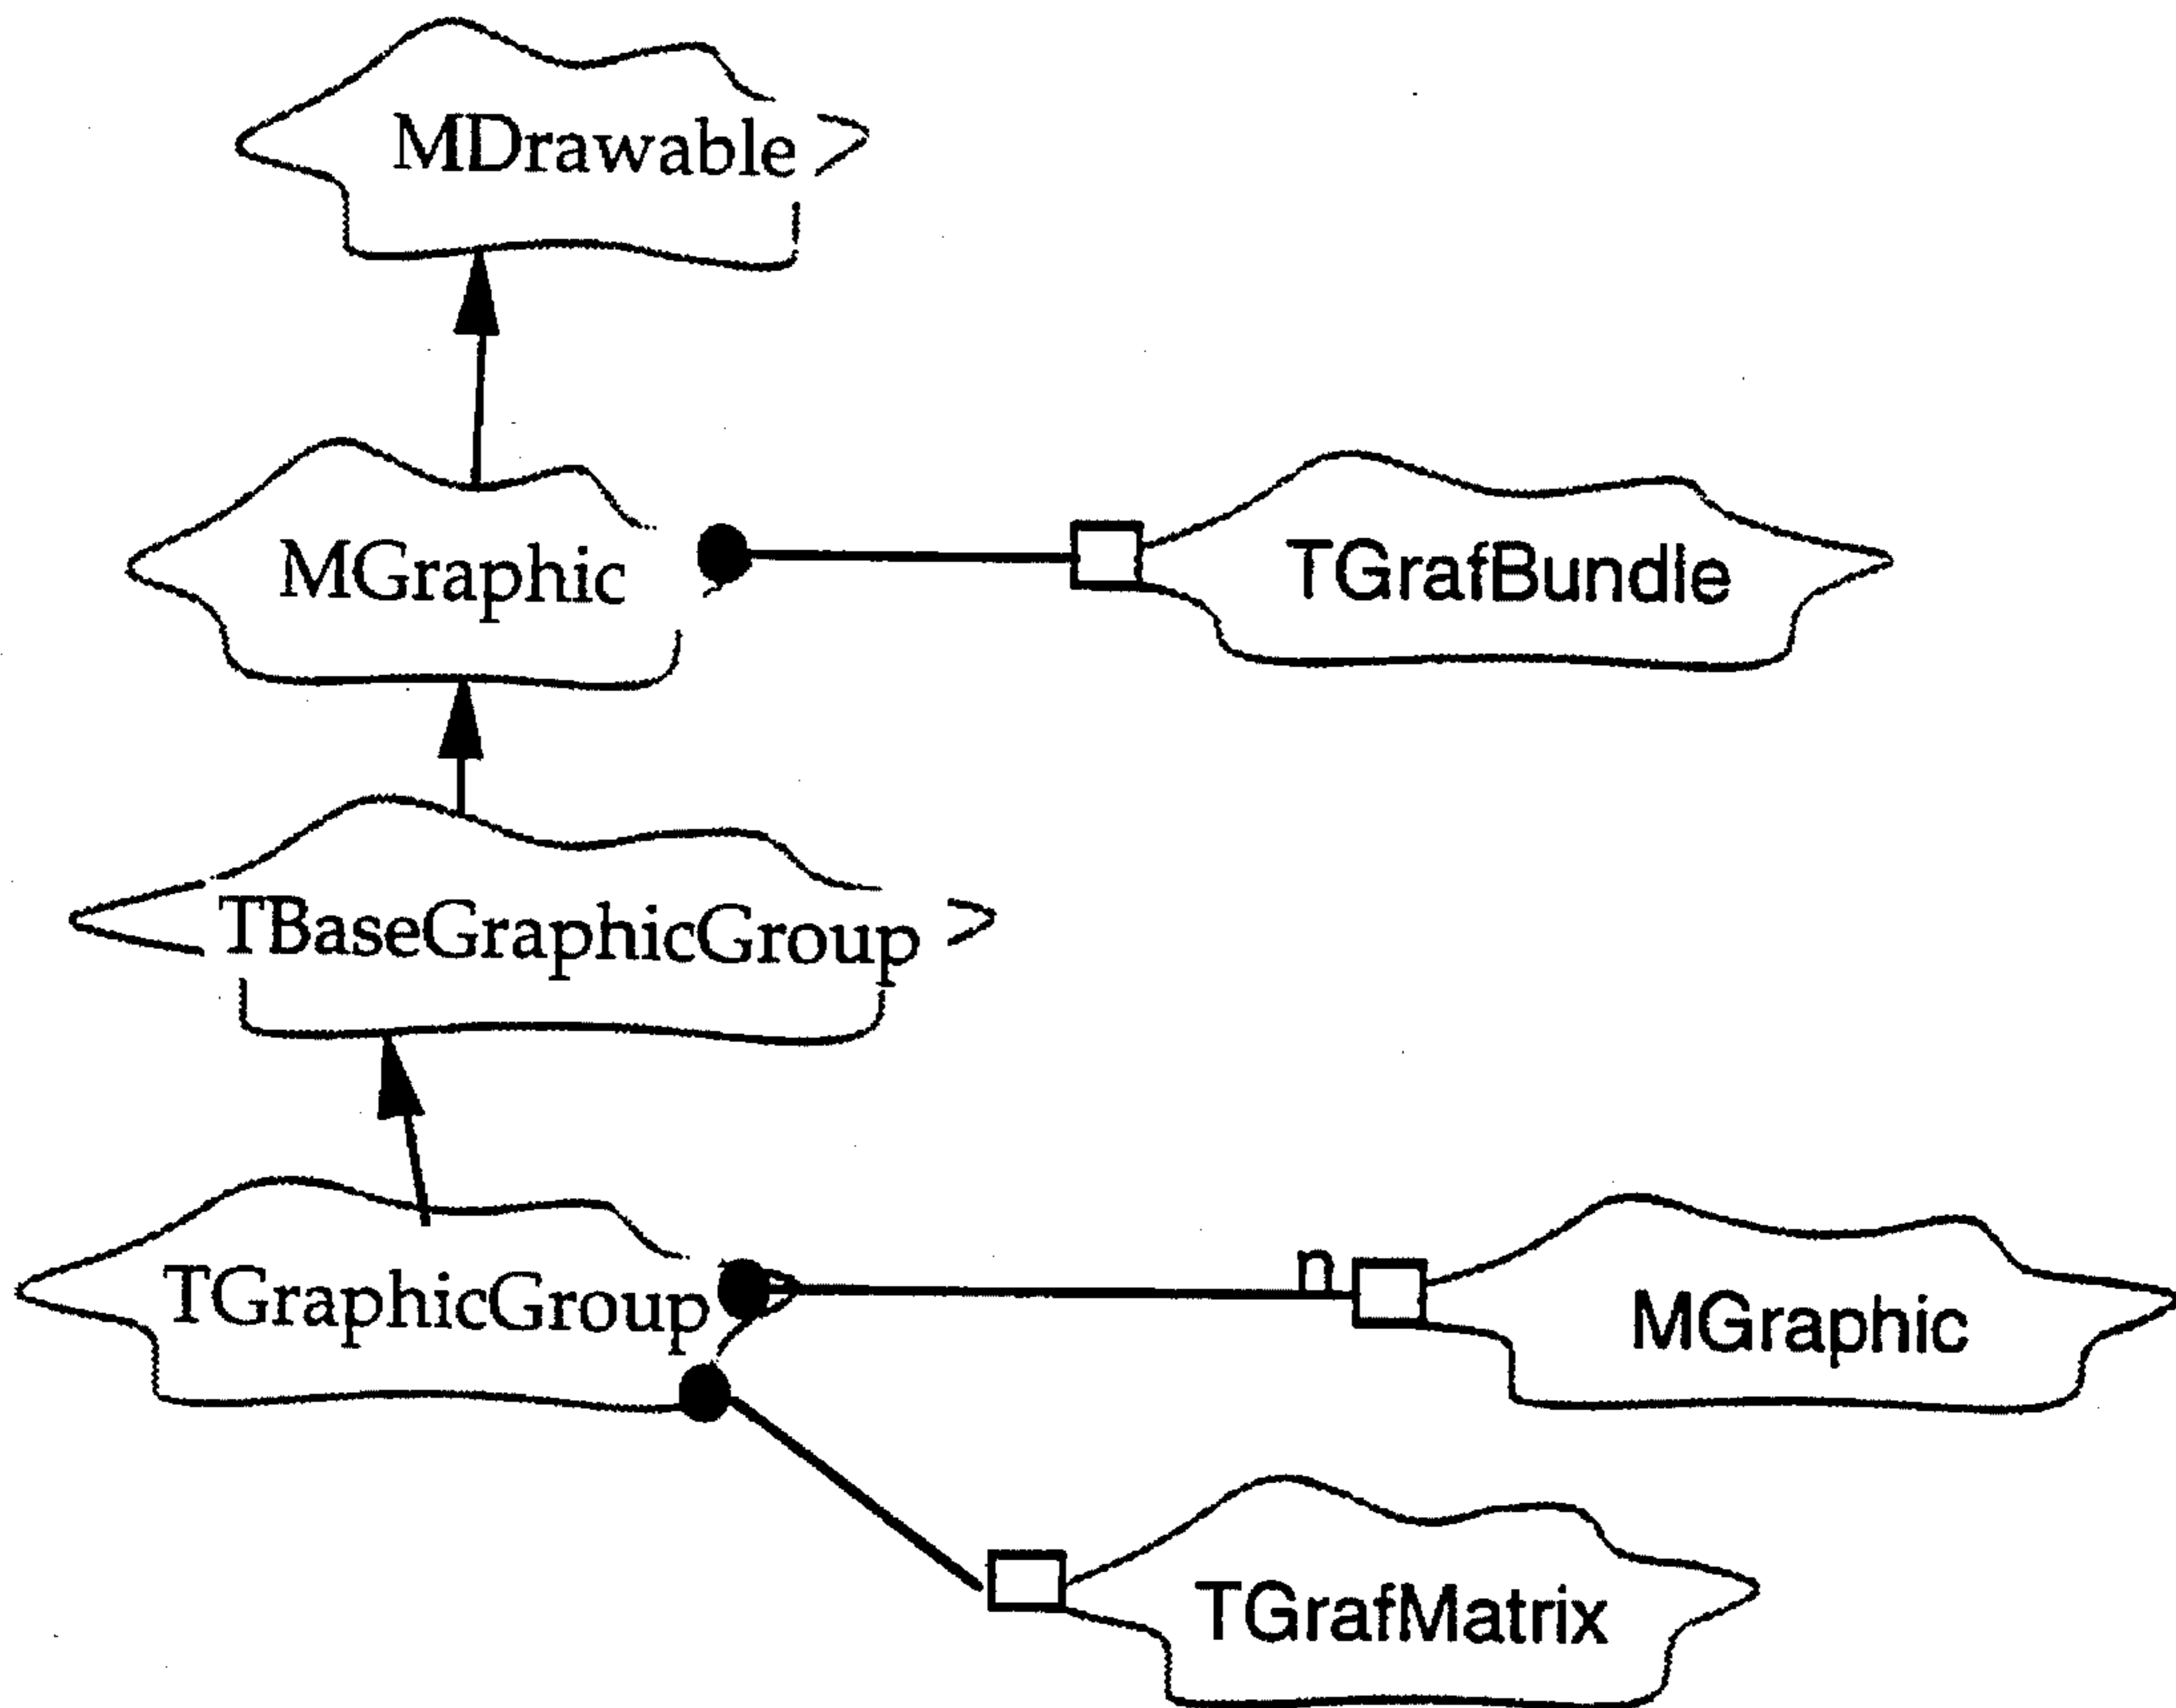 MDrawable
MGraphic
TGrafBundle
TBaseGraphicGroup
TGraphicGroup
n
MGraphic
TGrafMatrix